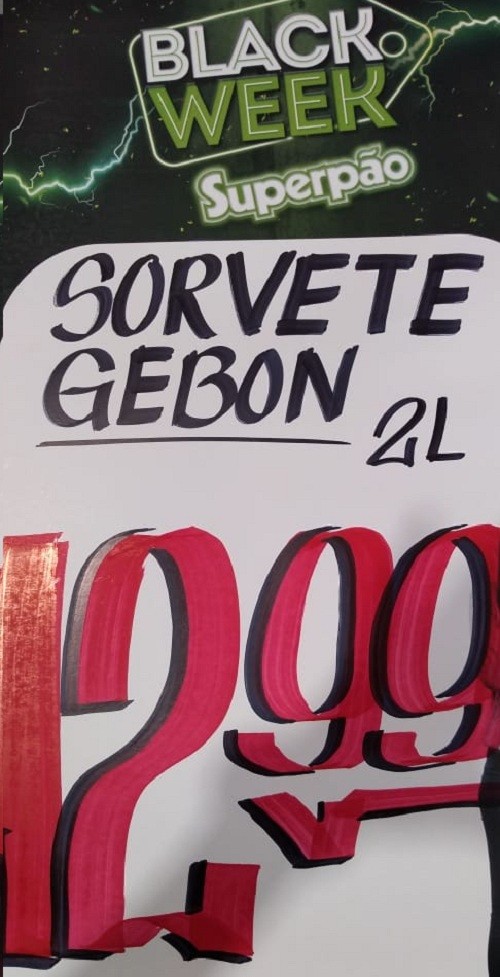 BLACK
WEEK
Superpão
SORVETE
GEBON
2L
12,99